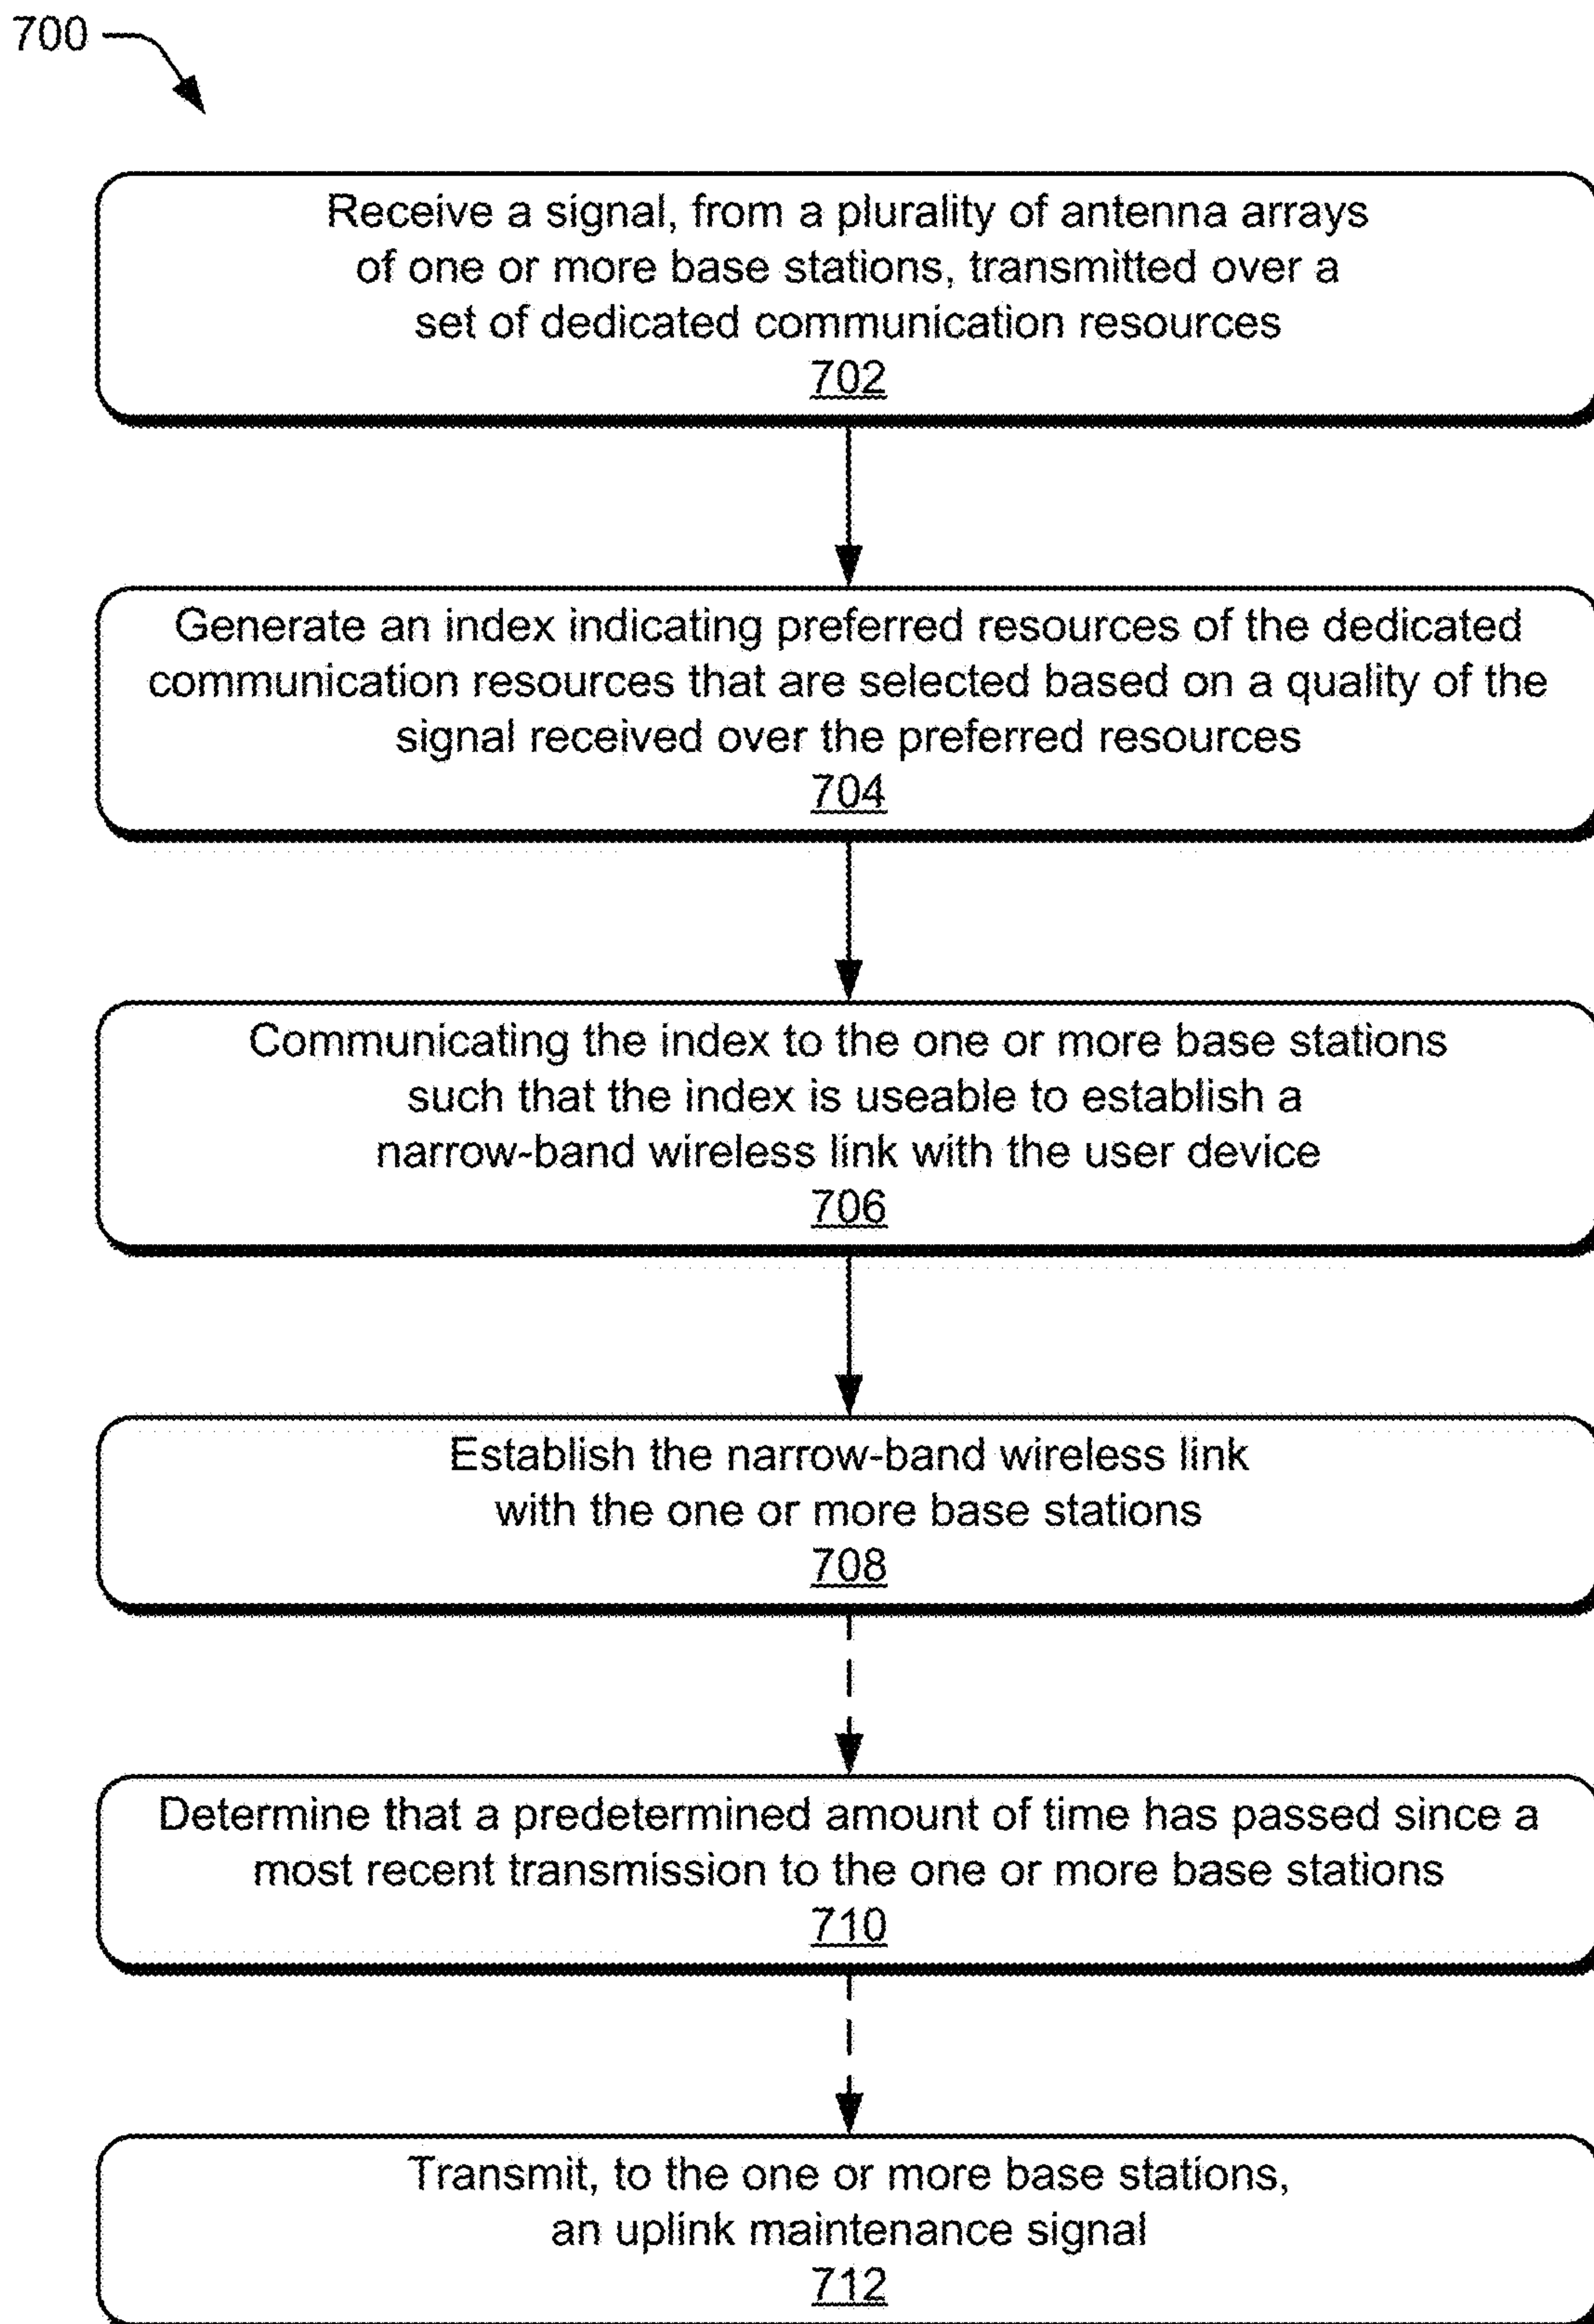 700
Receive a signal, from a plurality of antenna arrays
of one or more base stations, transmitted over a
set of dedicated communication resources
702
Generate an index indicating preferred resources of the dedicated
communication resources that are selected based on a quality of the
signal received over the preferred resources
704
Communicating the index to the one or more base stations
such that the index is useable to establish a
narrow-band wireless link with the user device
706
Establish the narrow-band wireless link
with the one or more base stations
708
Determine that a predetermined amount of time has passed since a
most recent transmission to the one or more base stations
710
Transmit, to the one or more base stations,
an uplink maintenance signal
712